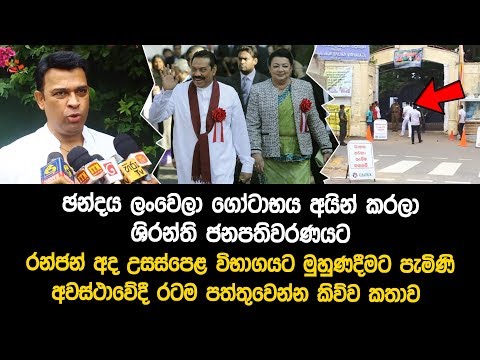 ඡන්දය ලංවෙලා ගෝටාභය අයින් කරලා
ශිරන්ති ජනපතිවරණයට
රන්ජන් අද උසස්පෙළ විභාගයට මුහුණදීමට පැමිණි
අවස්ථාවේදී රටම පත්තුවෙන්න කිව්ව කතාව